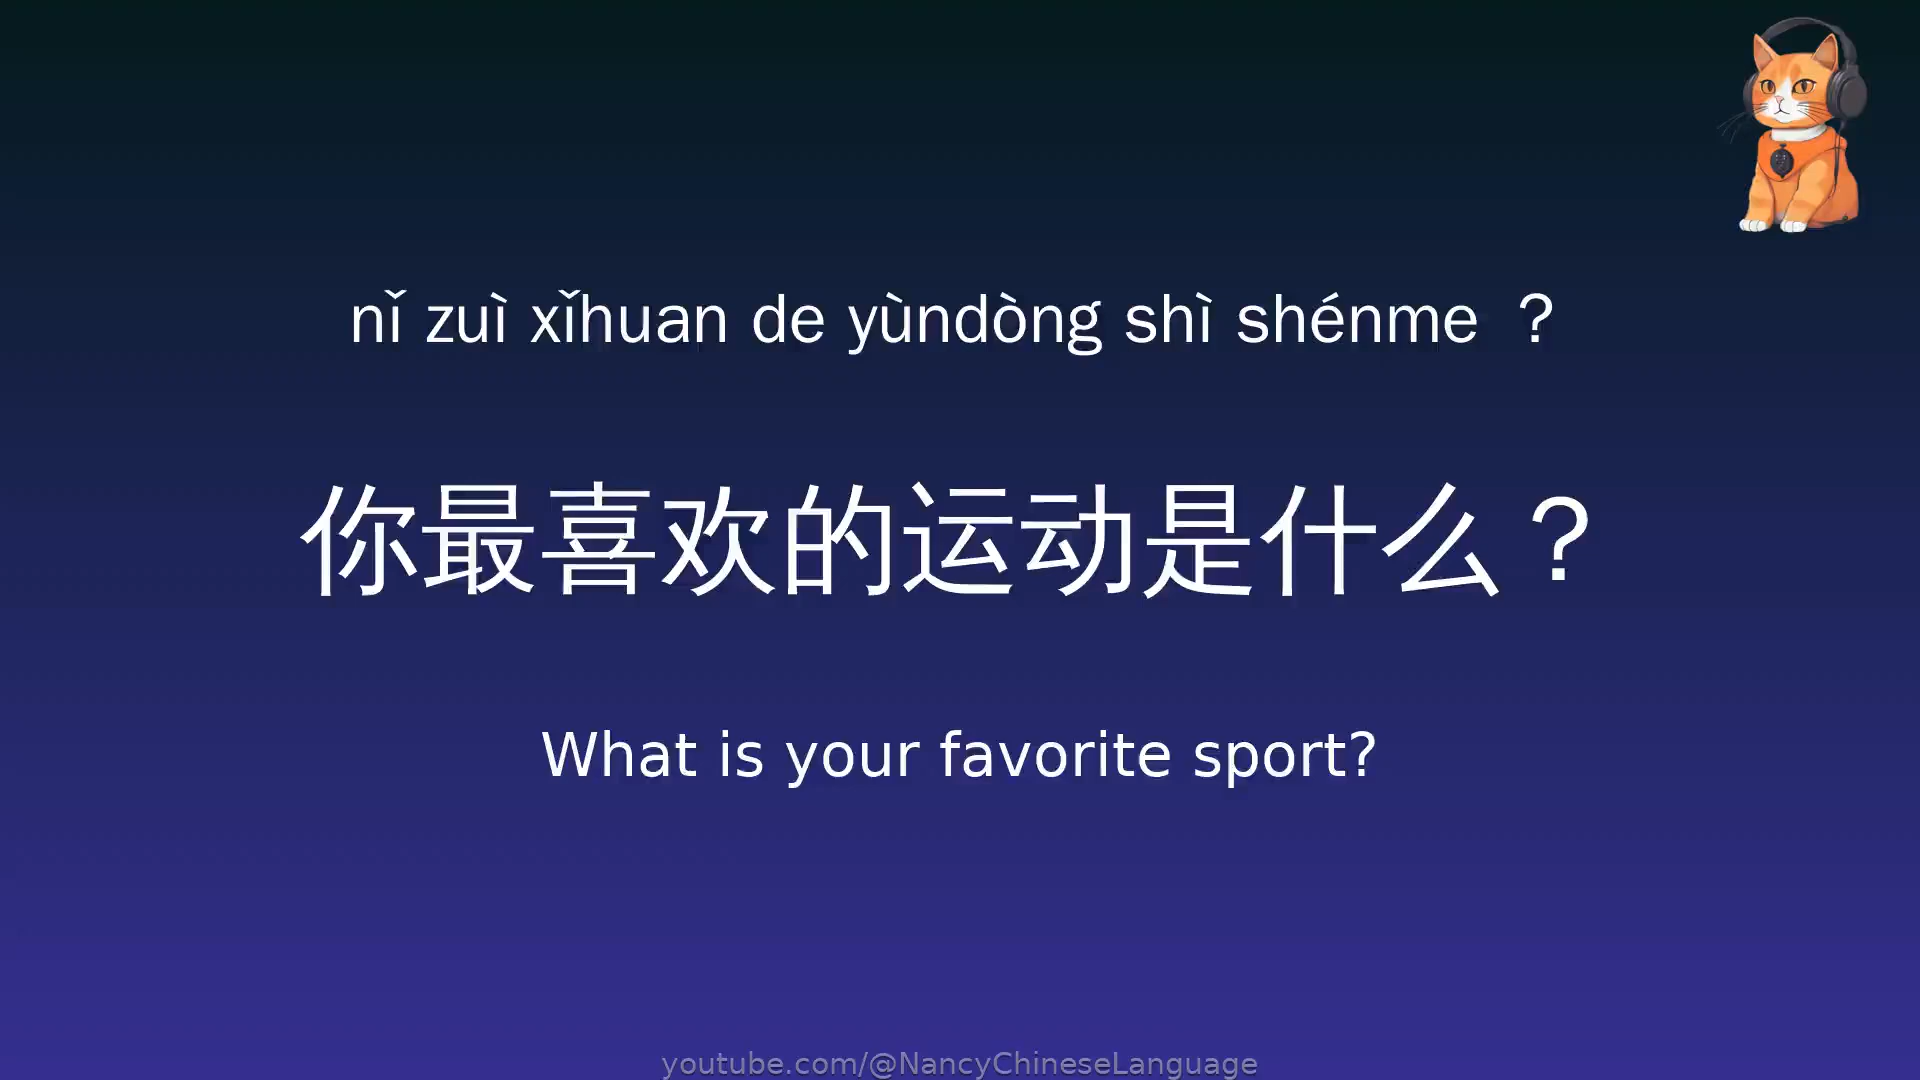 nǐ zuì xǐhuan de yùndòng shì shénme ？
你最喜欢的运动是什么？
What is your favorite sport?
youtube.com/@NancyChineseLanguage